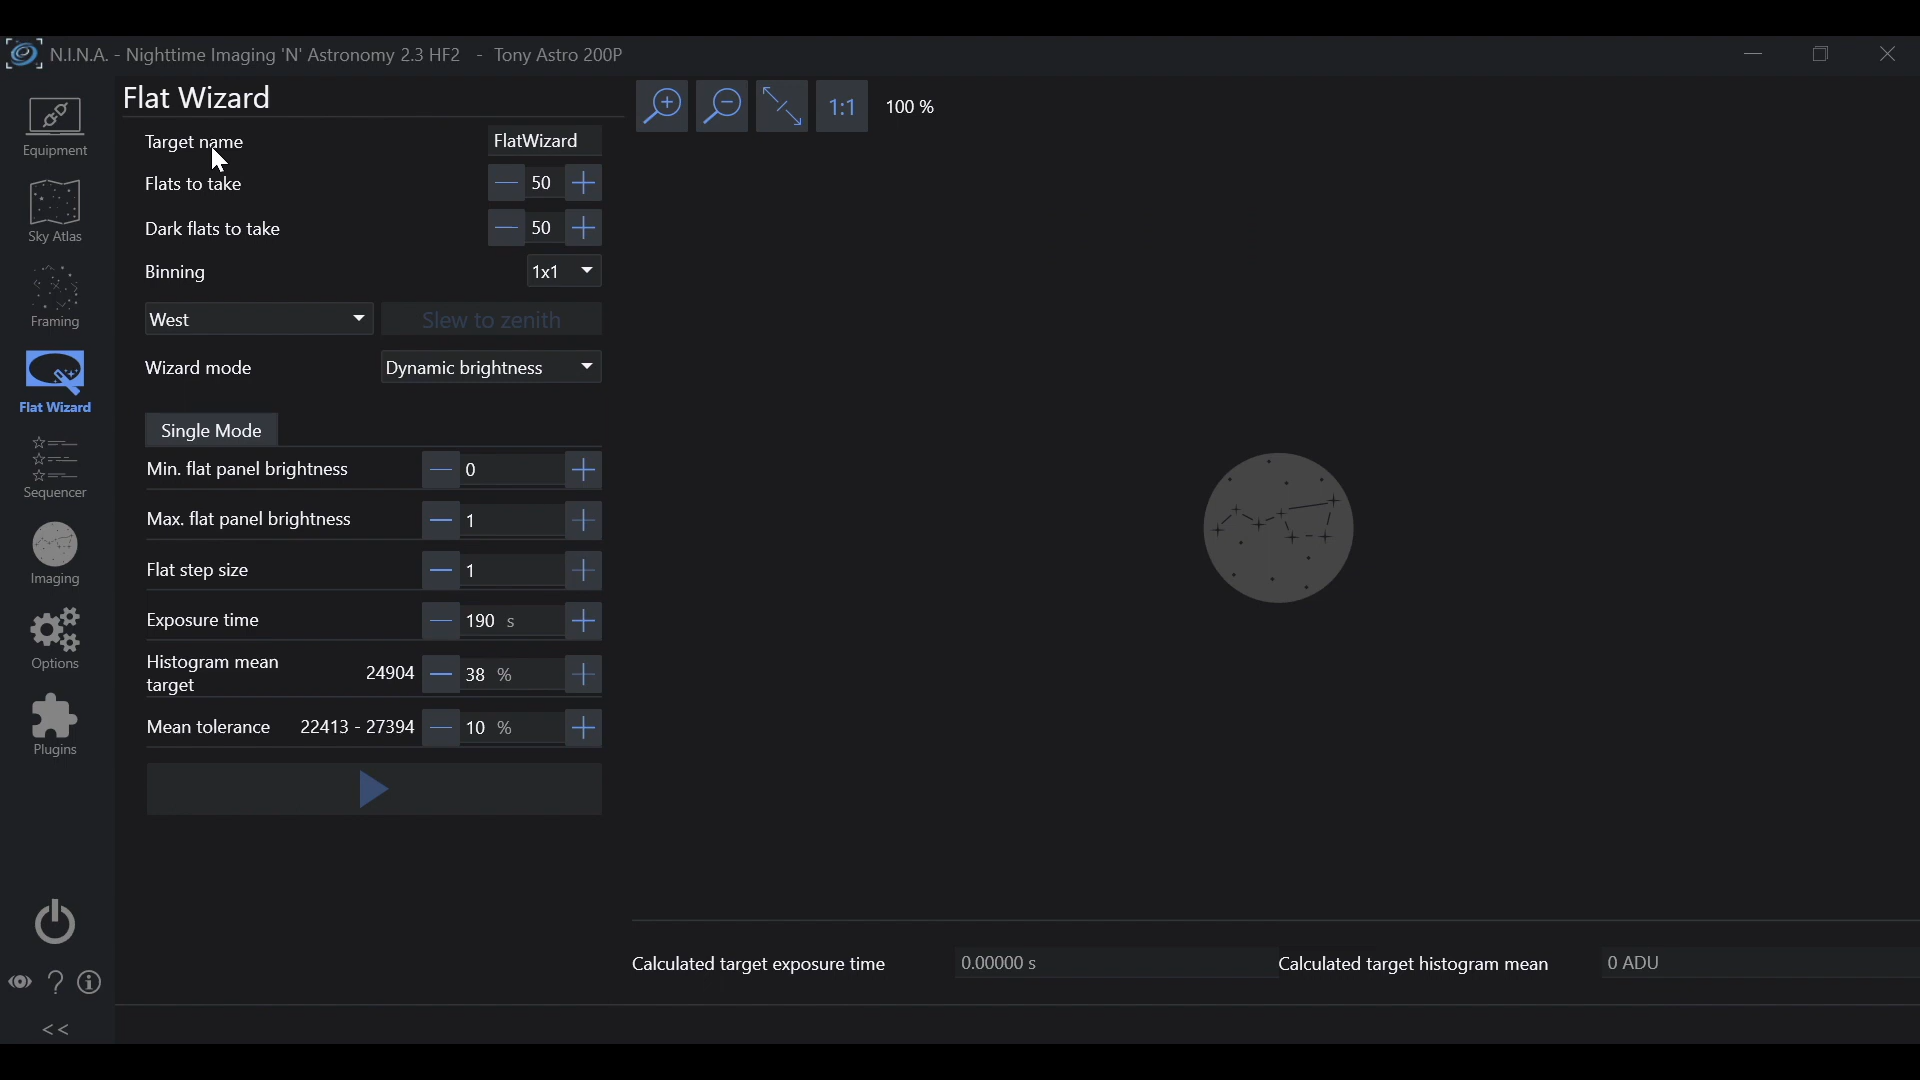 N.I.N.A. - Nighttime Imaging 'N' Astronomy 2.3 HF2 - Tony Astro 200P
Equipment
Sky Atlas
Framing
Flat Wizard
Sequencer
Imaging
Options
Plugins
<<
Flat Wizard
Target name FlatWizard
Flats to take 50
Dark flats to take 50
Binning 1x1
West Slew to zenith
Wizard mode Dynamic brightness
Single Mode
Min. flat panel brightness 0
Max. flat panel brightness 1
Flat step size 1
Exposure time 190 s
Histogram mean
target 24904 38 %
Mean tolerance 22413 - 27394 10 %
1:1 100 %
Calculated target exposure time 0.00000 s Calculated target histogram mean 0 ADU